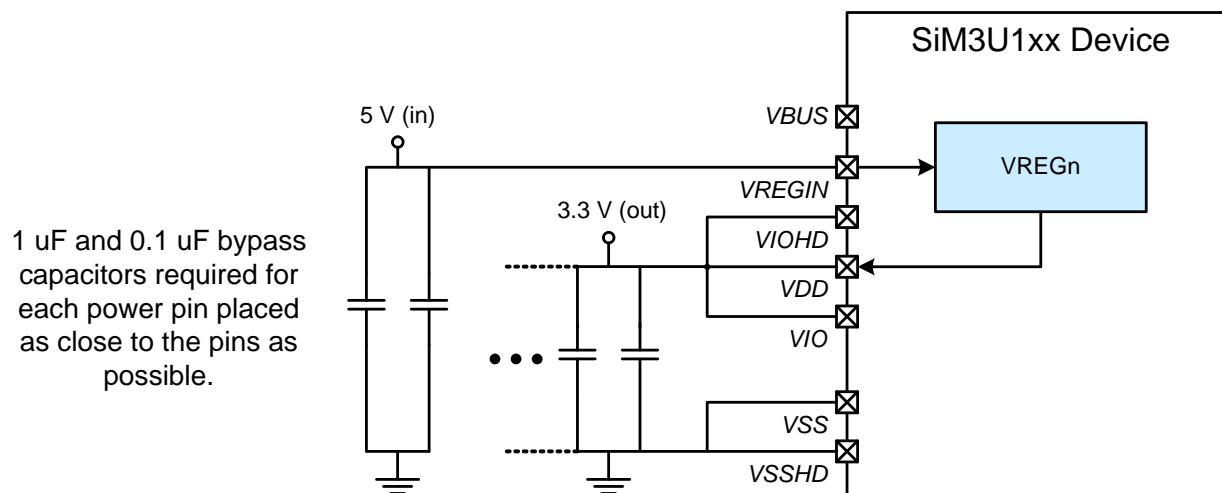 SiM3U1xx Device
5 V (in)
VBUS
VREGn
VREGIN
3.3 V (out)
1 uF and 0.1 uF bypass
capacitors required for
each power pin placed
as close to the pins as
possible.
VIOHD
VDD
VIO
VSS
VSSHD